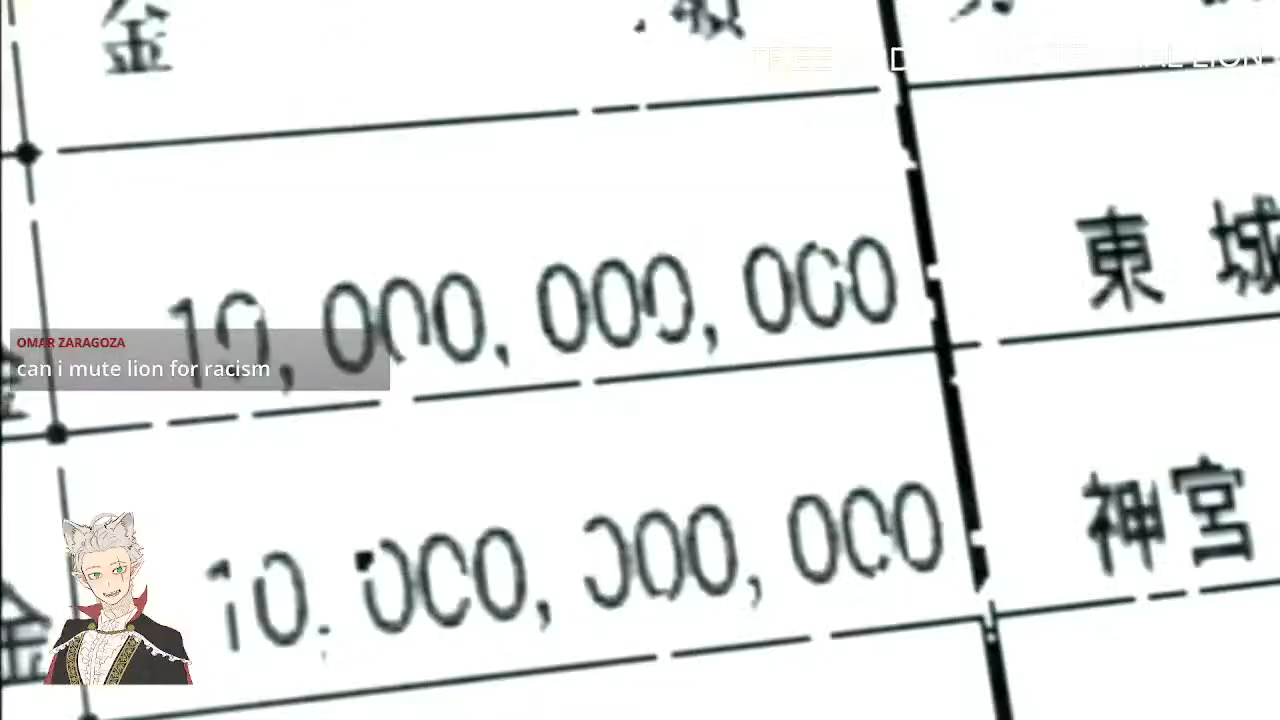 金 額
10,000,000,000 東 城
OMAR ZARAGOZA
can i mute lion for racism
10.000,000,000 神宮
金